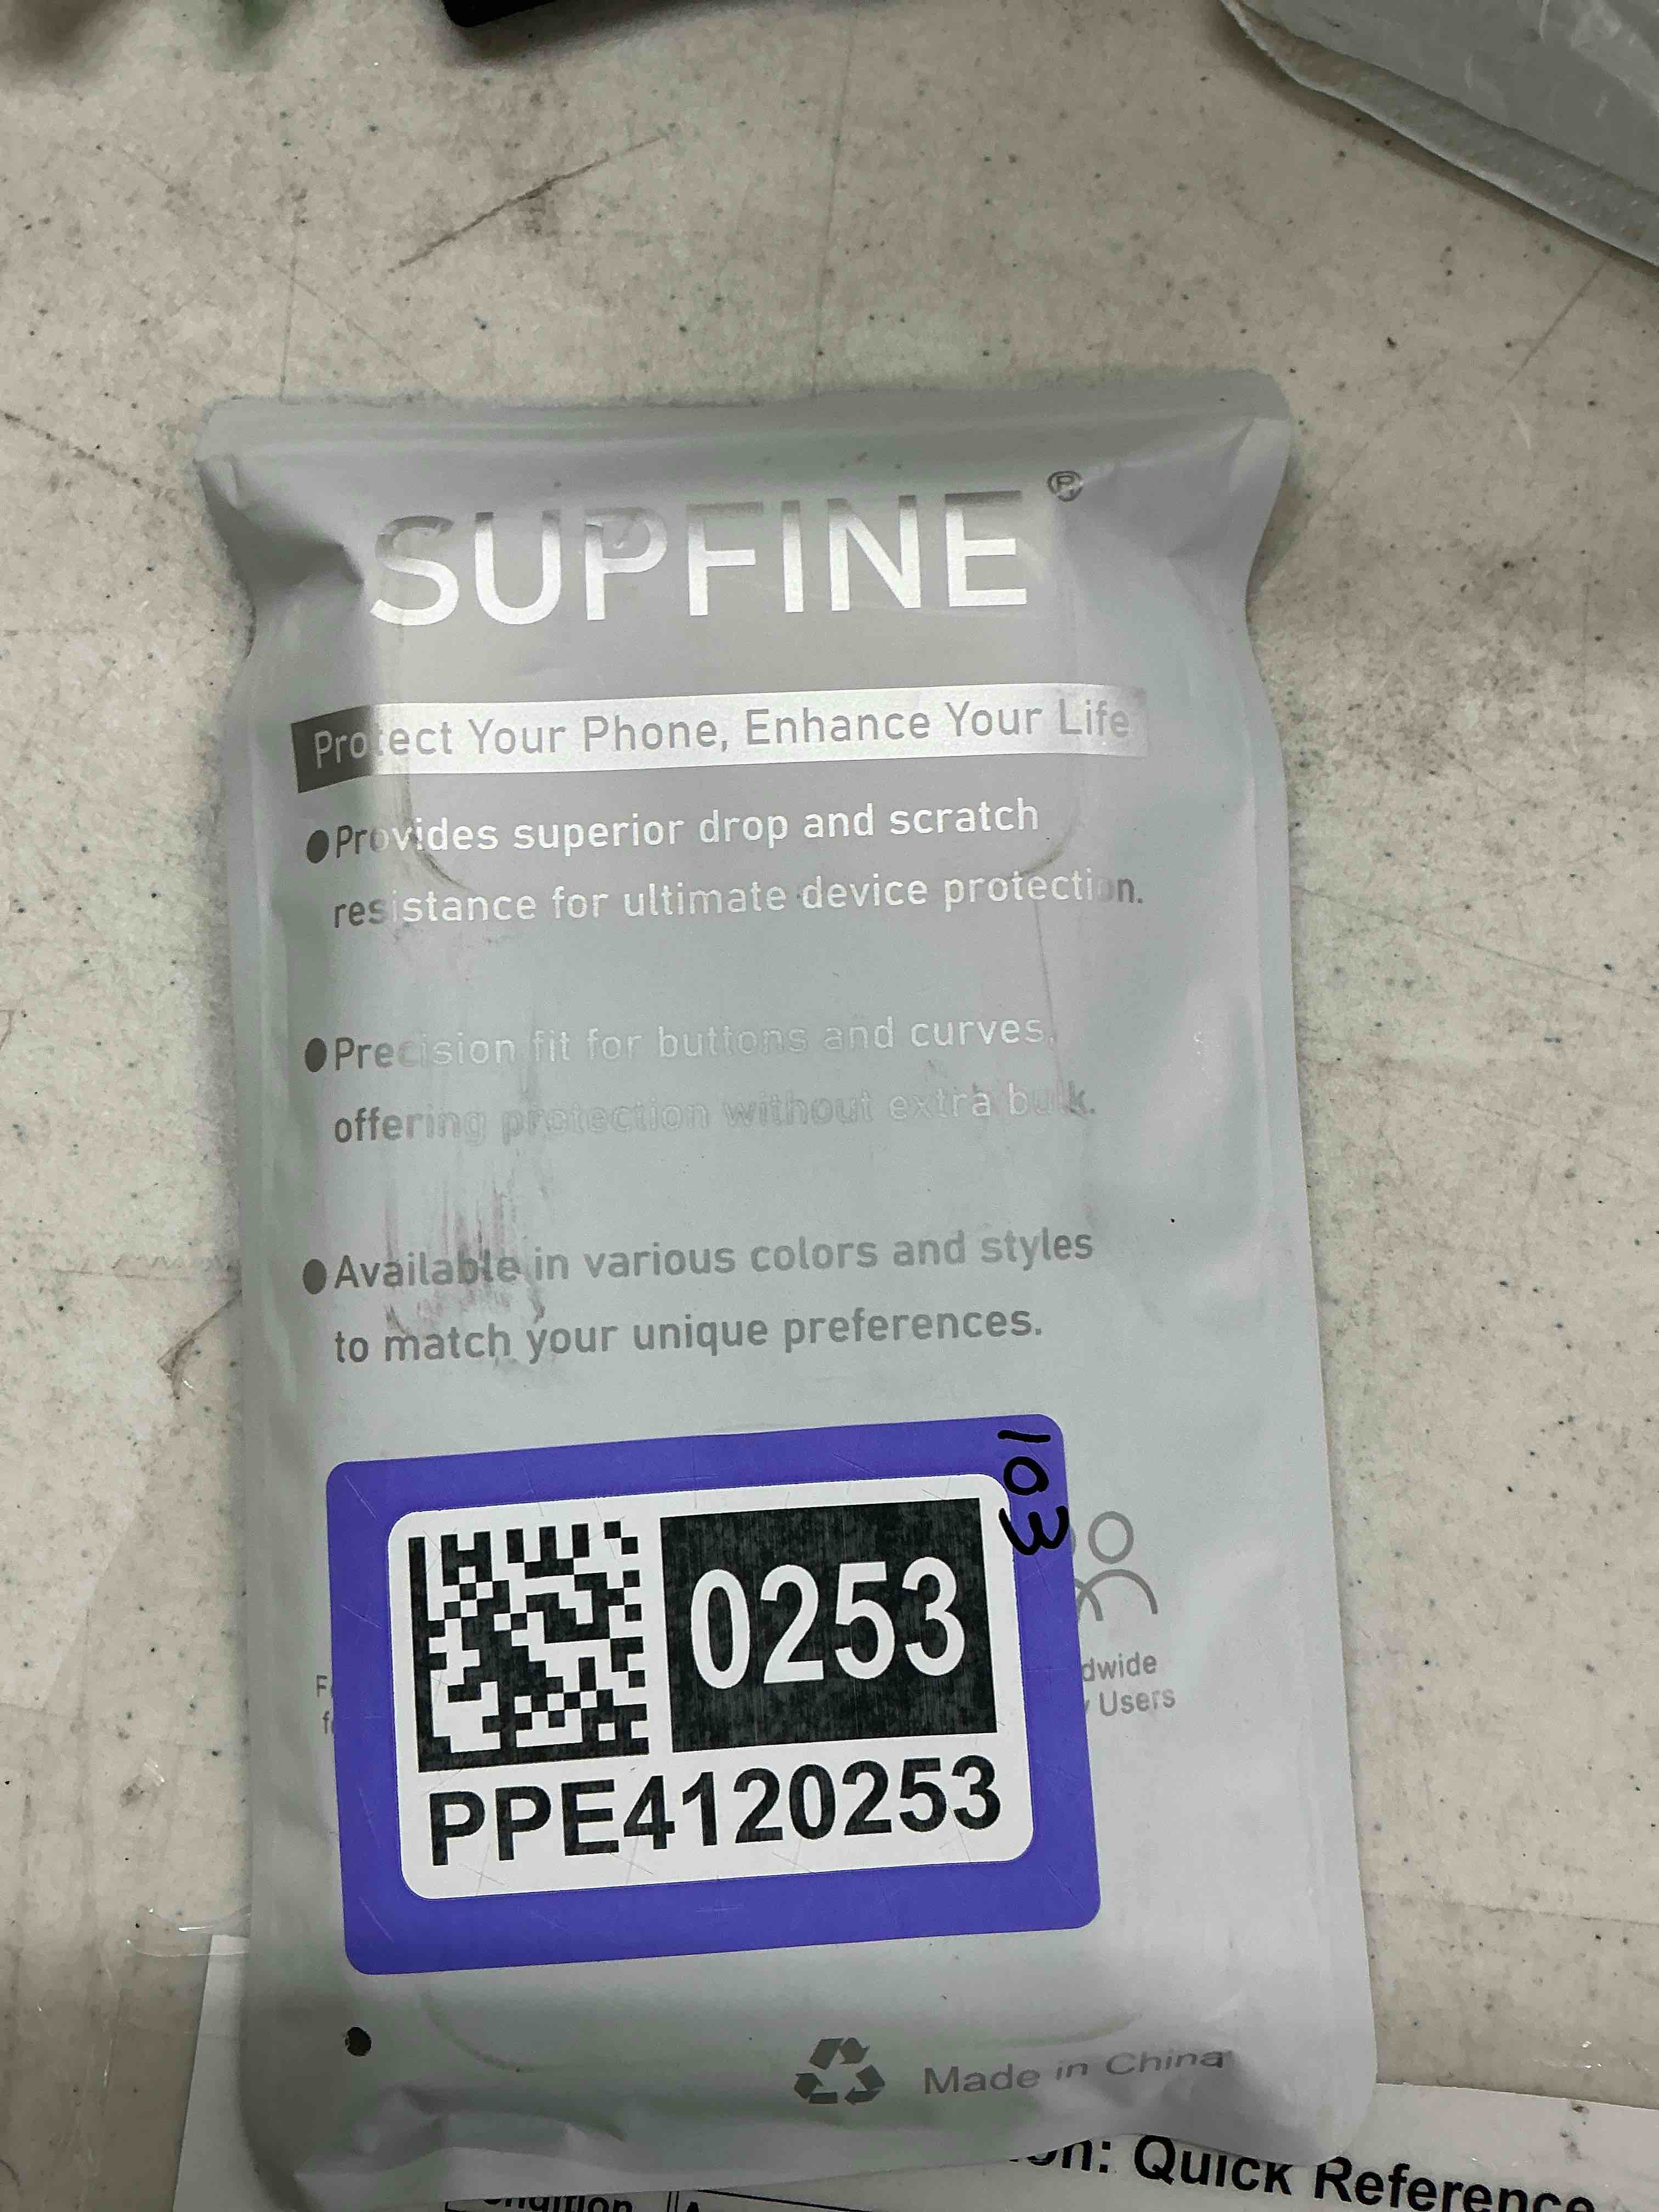 SUPFINE®
Protect Your Phone, Enhance Your Life
●Provides superior drop and scratch
resistance for ultimate device protection.
●Precision fit for buttons and curves,
offering protection without extra bulk.
●Available in various colors and styles
to match your unique preferences.
103
0253
PPE4120253
Users
Made in China
Quick Reference